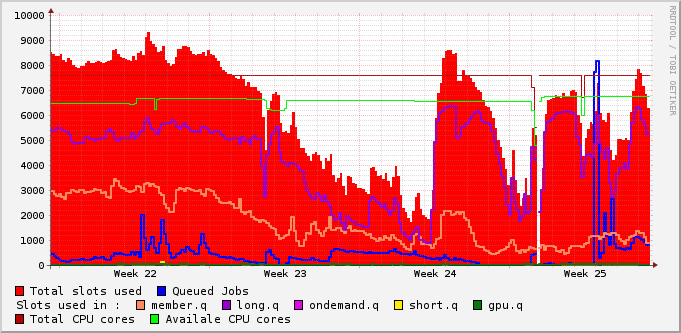 RRDTOOL / TOBI OETIKER
10000
9000
8000
7000
6000
5000
4000
3000
2000
1000
0
Week 22 Week 23 Week 24 Week 25
Total slots used Queued Jobs
Slots used in : member.q long.q ondemand.q short.q gpu.q
Total CPU cores Availale CPU cores